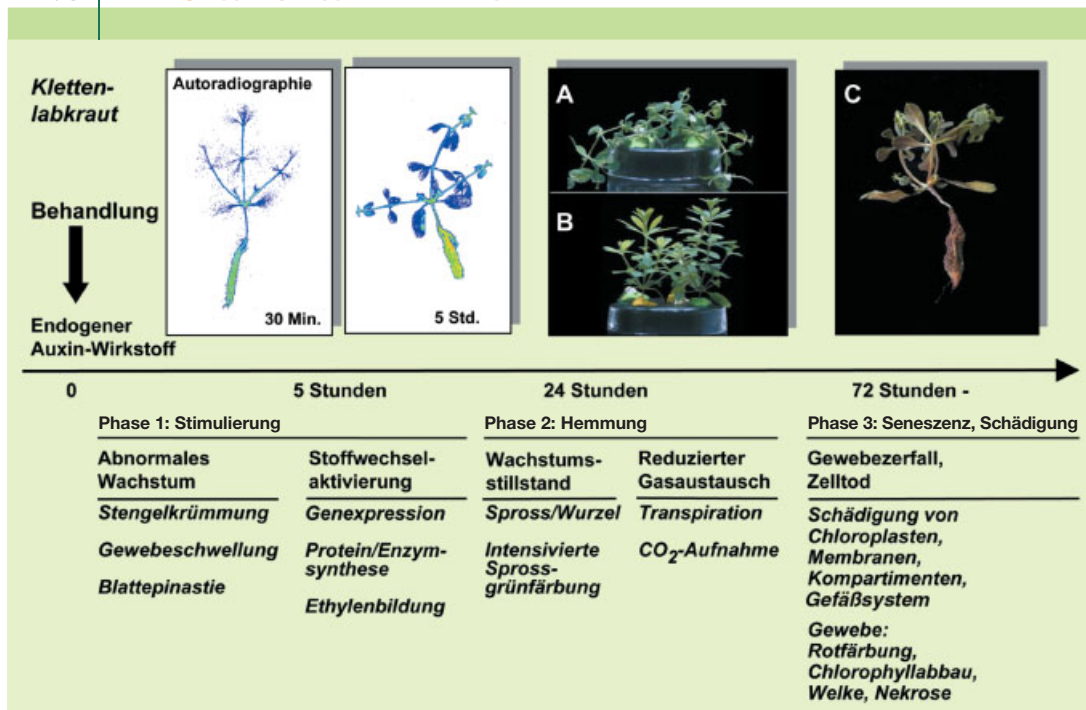 Kletten-
labkraut
Behandlung
Endogener
Auxin-Wirkstoff
Autoradiographie
30 Min.
5 Std.
A
B
C
0
5 Stunden
24 Stunden
72 Stunden -
Phase 1: Stimulierung
Abnormales
Wachstum
Stengelkrümmung
Gewebeschwellung
Blattepinastie
Stoffwechsel-
aktivierung
Genexpression
Protein/Enzym-
synthese
Ethylenbildung
Phase 2: Hemmung
Wachstums-
stillstand
Spross/Wurzel
Intensivierte
Spross-
grünfärbung
Reduzierter
Gasaustausch
Transpiration
CO₂-Aufnahme
Phase 3: Seneszenz, Schädigung
Gewebezerfall,
Zelltod
Schädigung von
Chloroplasten,
Membranen,
Kompartimenten,
Gefäßsystem
Gewebe:
Rotfärbung,
Chlorophyllabbau,
Welke, Nekrose